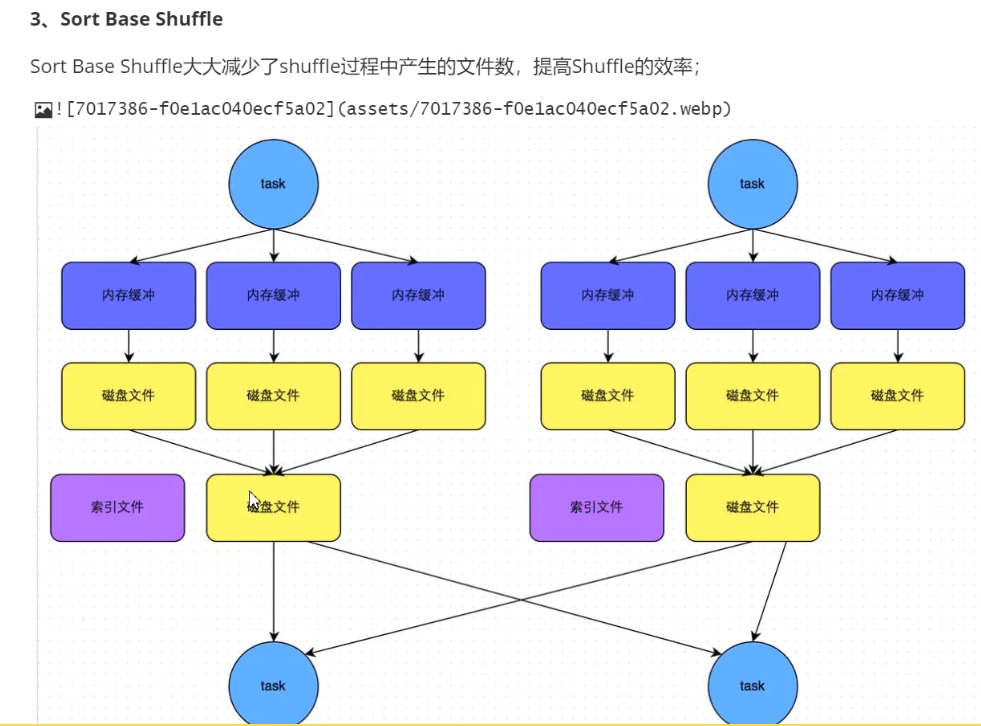 3、Sort Base Shuffle
Sort Base Shuffle大大减少了shuffle过程中产生的文件数，提高Shuffle的效率；
![7017386-f0e1ac040ecf5a02](assets/7017386-f0e1ac040ecf5a02.webp)
task task
内存缓冲 内存缓冲 内存缓冲 内存缓冲 内存缓冲 内存缓冲
磁盘文件 磁盘文件 磁盘文件 磁盘文件 磁盘文件 磁盘文件
索引文件 磁盘文件 索引文件 磁盘文件
task task